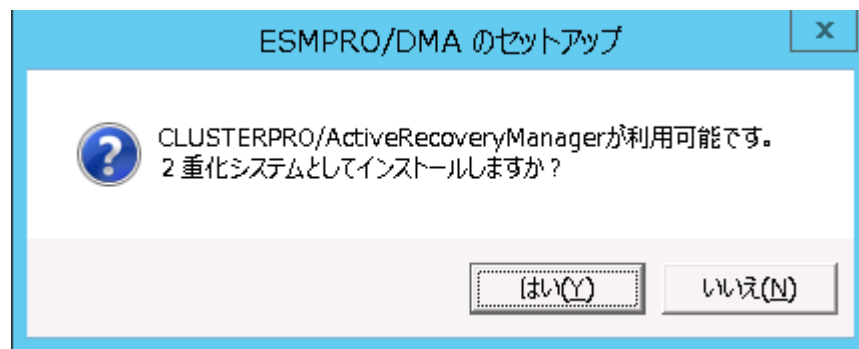 ESMPRO/DMA のセットアップ
x
?
CLUSTERPRO/ActiveRecoveryManagerが利用可能です。
2重化システムとしてインストールしますか?
はい(Y)
いいえ(N)